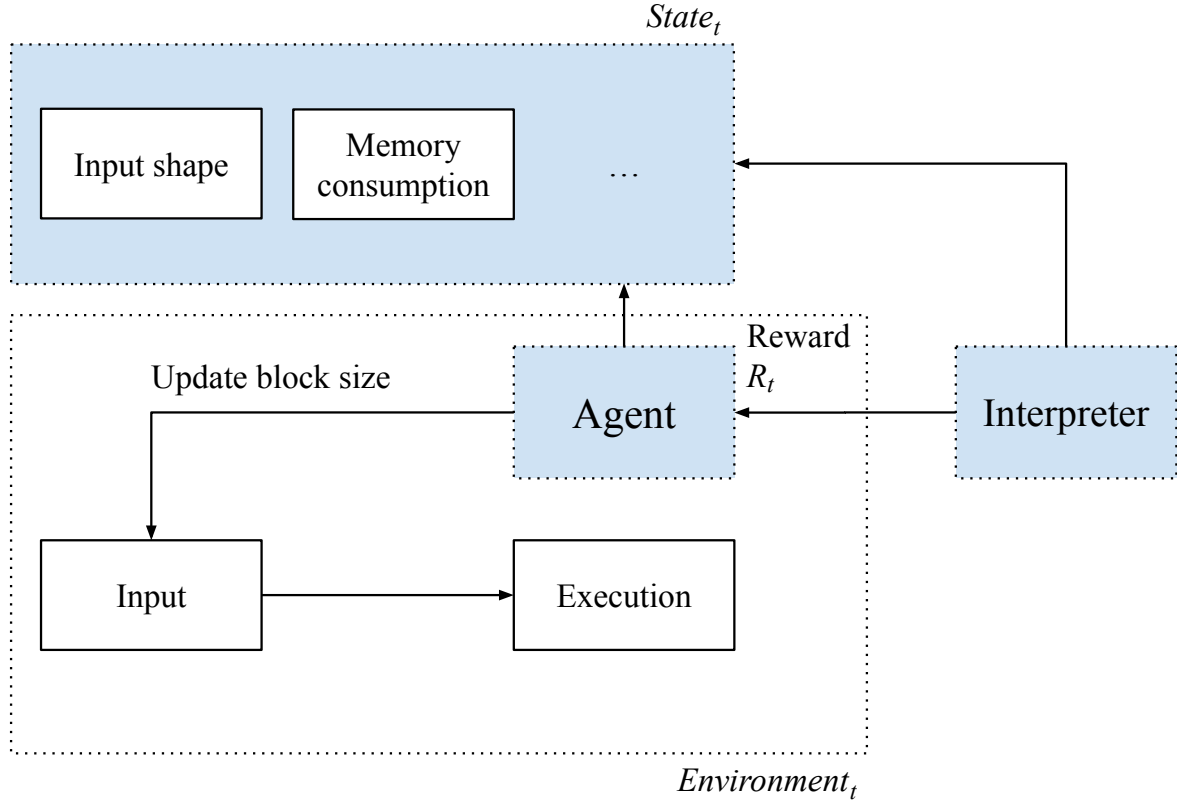 State_t
Input shape
Memory
consumption
...
Reward
R_t
Update block size
Agent
Interpreter
Input
Execution
Environment_t